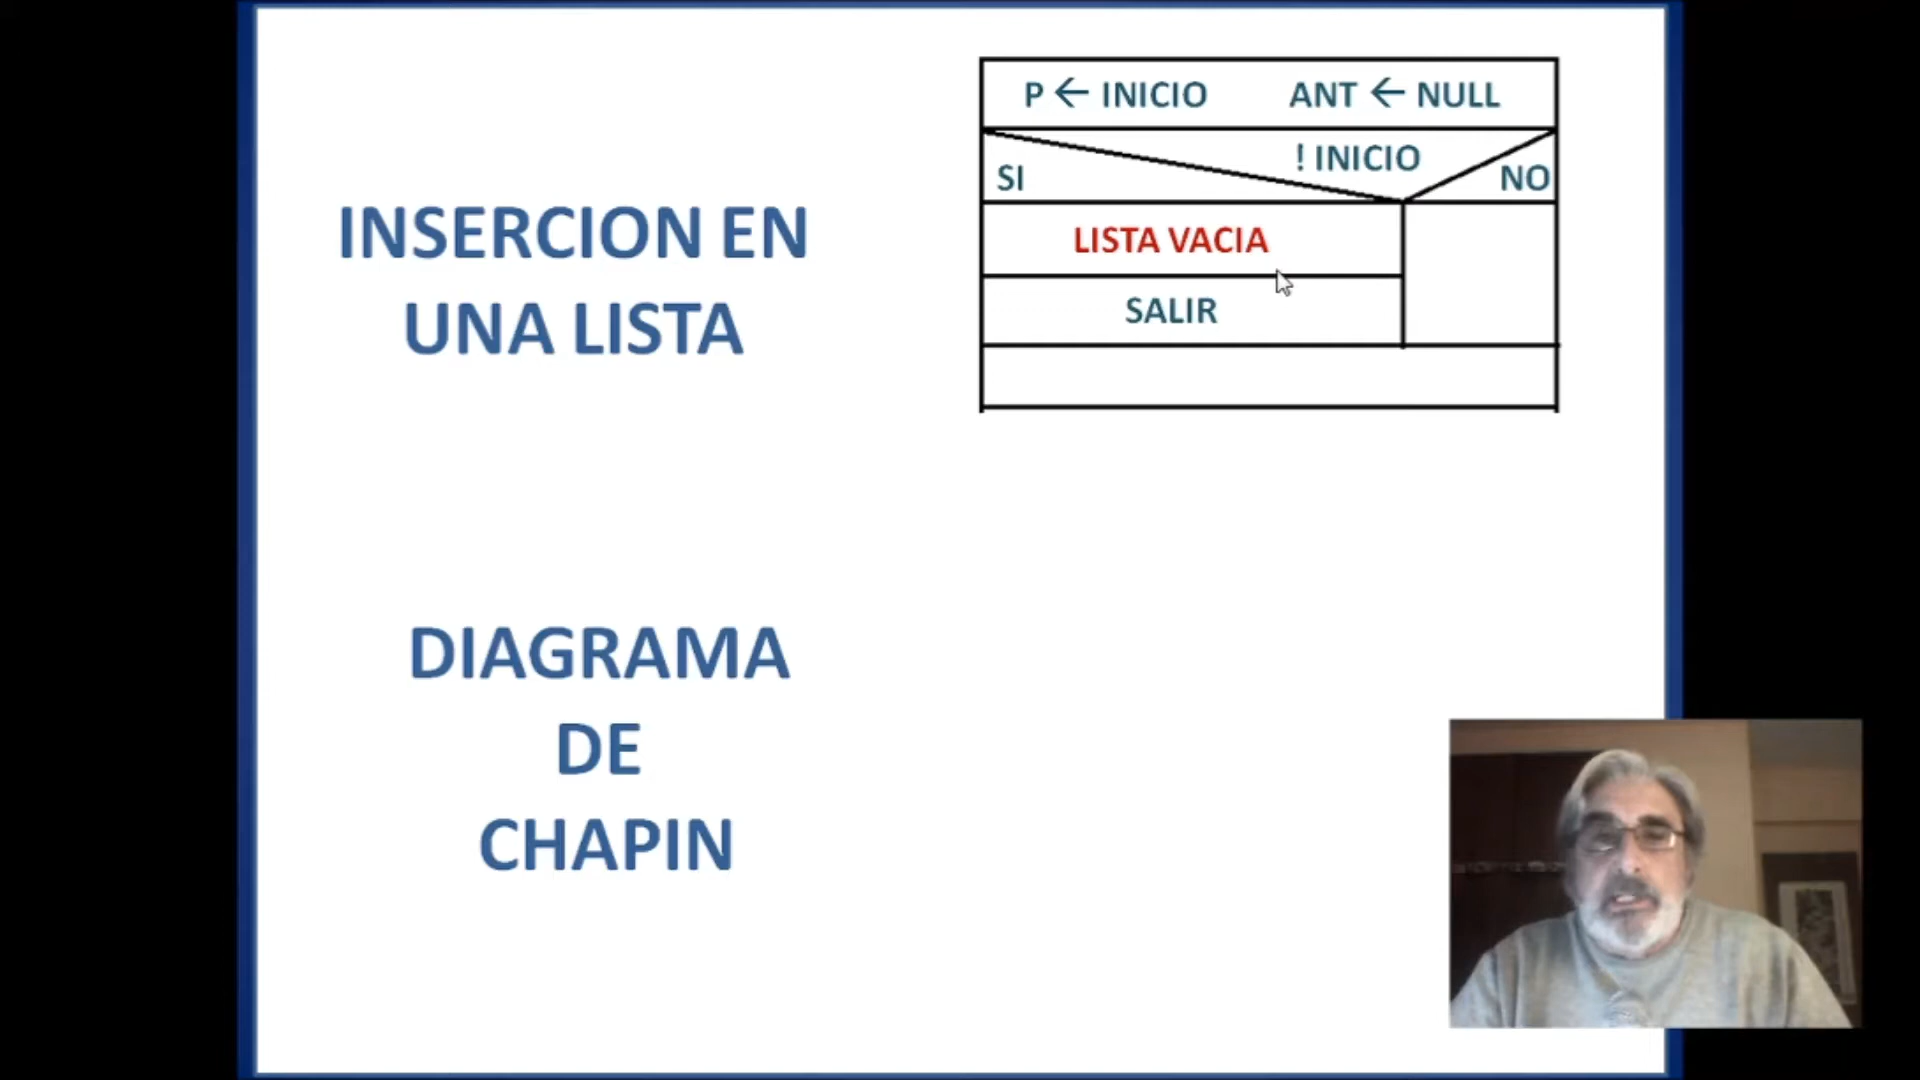 INSERCION EN
UNA LISTA
DIAGRAMA
DE
CHAPIN
P ← INICIO ANT ← NULL
! INICIO
SI NO
LISTA VACIA
SALIR